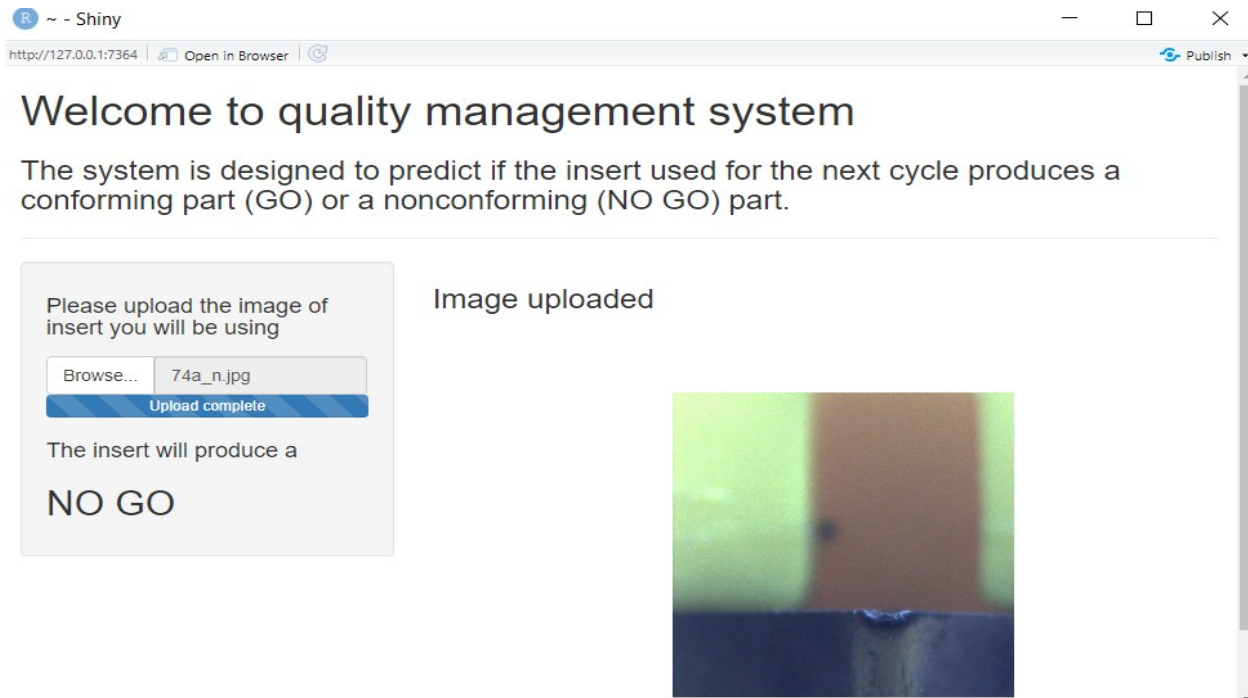 R ~ - Shiny
http://127.0.0.1:7364 Open in Browser Publish
Welcome to quality management system
The system is designed to predict if the insert used for the next cycle produces a
conforming part (GO) or a nonconforming (NO GO) part.
Please upload the image of
insert you will be using
Browse... 74a_n.jpg
Upload complete
The insert will produce a
NO GO
Image uploaded